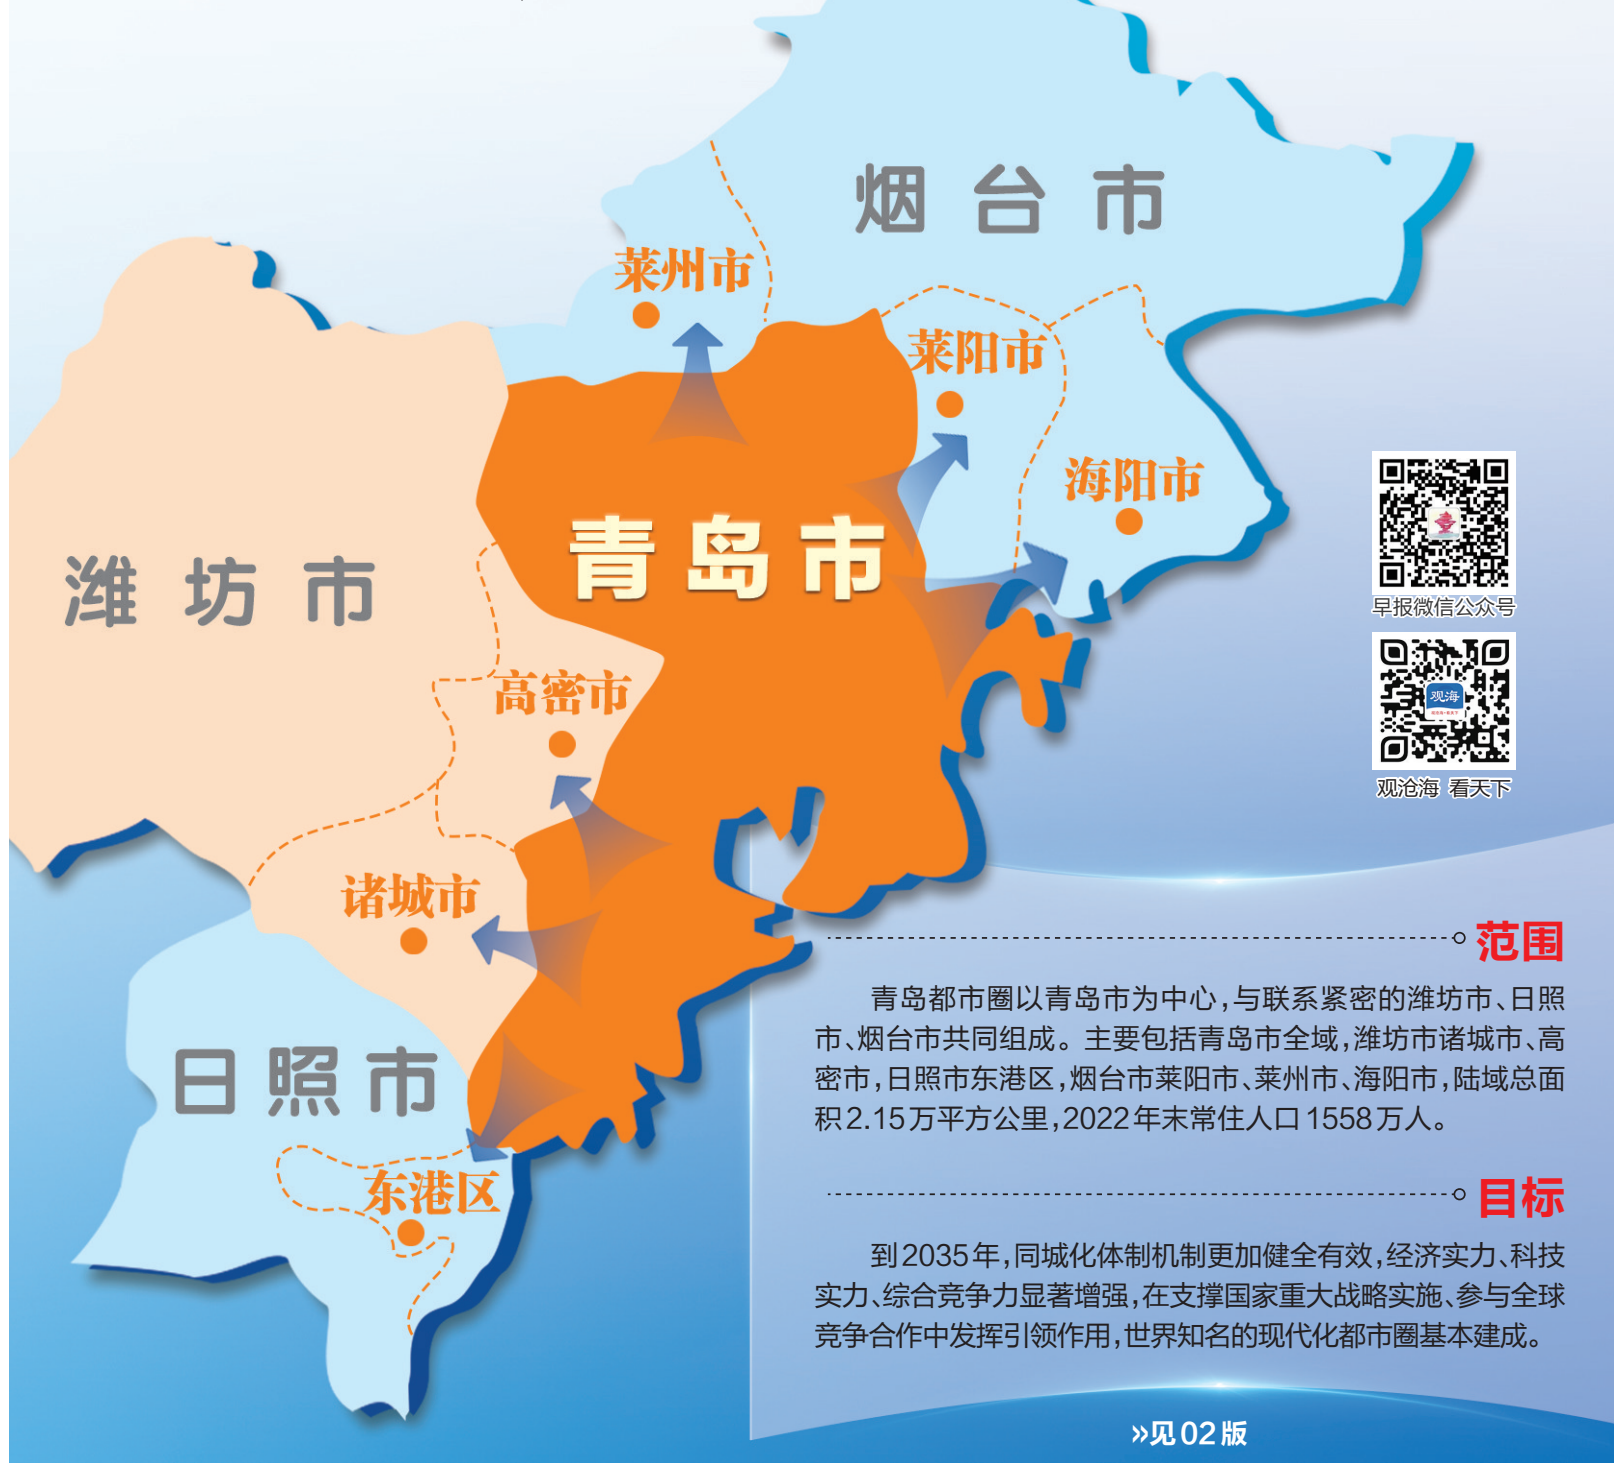 烟台市
莱州市
莱阳市
海阳市
青岛市
潍坊市
高密市
诸城市
日照市
东港区
早报微信公众号
观海
观沧海 看天下
范围
青岛都市圈以青岛市为中心,与联系紧密的潍坊市、日照
市、烟台市共同组成。主要包括青岛市全域,潍坊市诸城市、高
密市,日照市东港区,烟台市莱阳市、莱州市、海阳市,陆域总面
积2.15万平方公里,2022年末常住人口1558万人。
目标
到2035年,同城化体制机制更加健全有效,经济实力、科技
实力、综合竞争力显著增强,在支撑国家重大战略实施、参与全球
竞争合作中发挥引领作用,世界知名的现代化都市圈基本建成。
»见02版